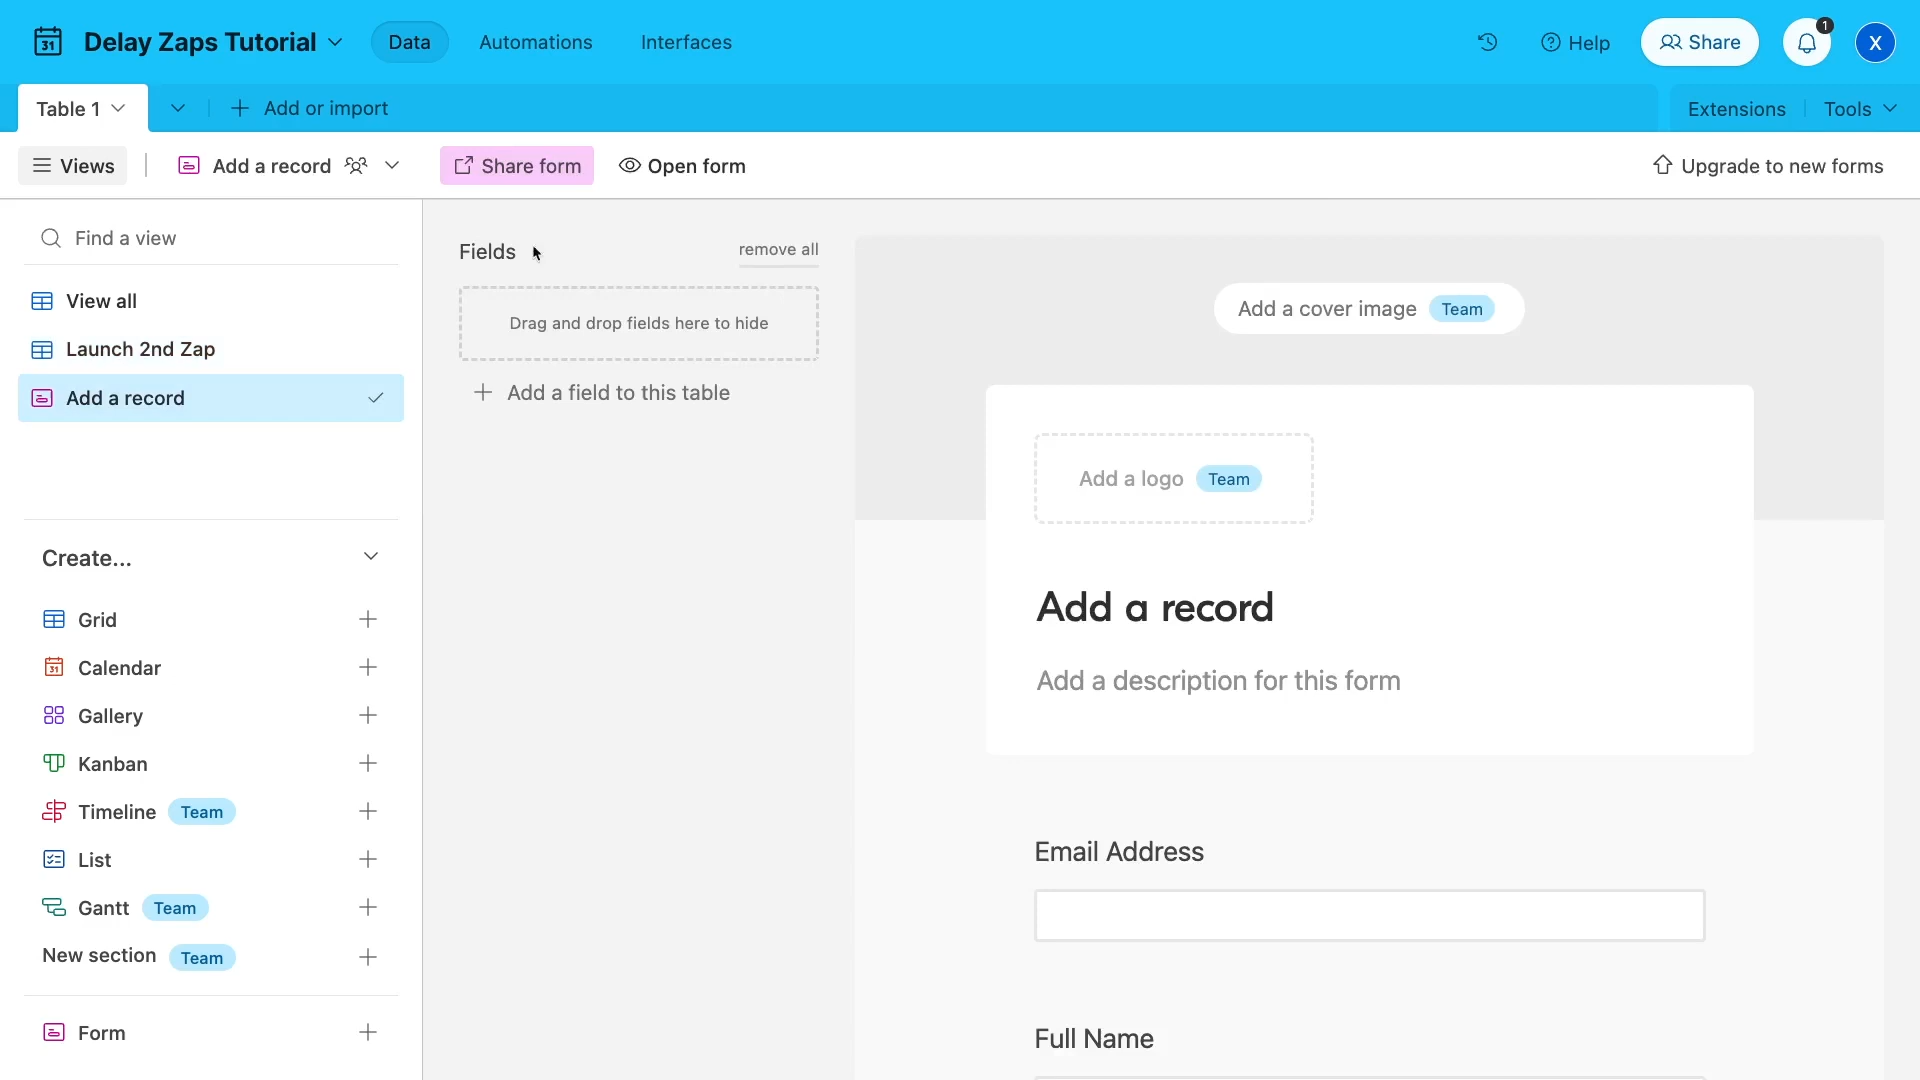 31 Delay Zaps Tutorial Data Automations Interfaces Help Share 1 X
Table 1 Add or import Extensions Tools
Views Add a record Share form Open form Upgrade to new forms
Find a view
View all
Launch 2nd Zap
Add a record
Create...
Grid
31 Calendar
Gallery
Kanban
Timeline Team
List
Gantt Team
New section Team
Form
Fields remove all
Drag and drop fields here to hide
Add a field to this table
Add a cover image Team
Add a logo Team
Add a record
Add a description for this form
Email Address
Full Name